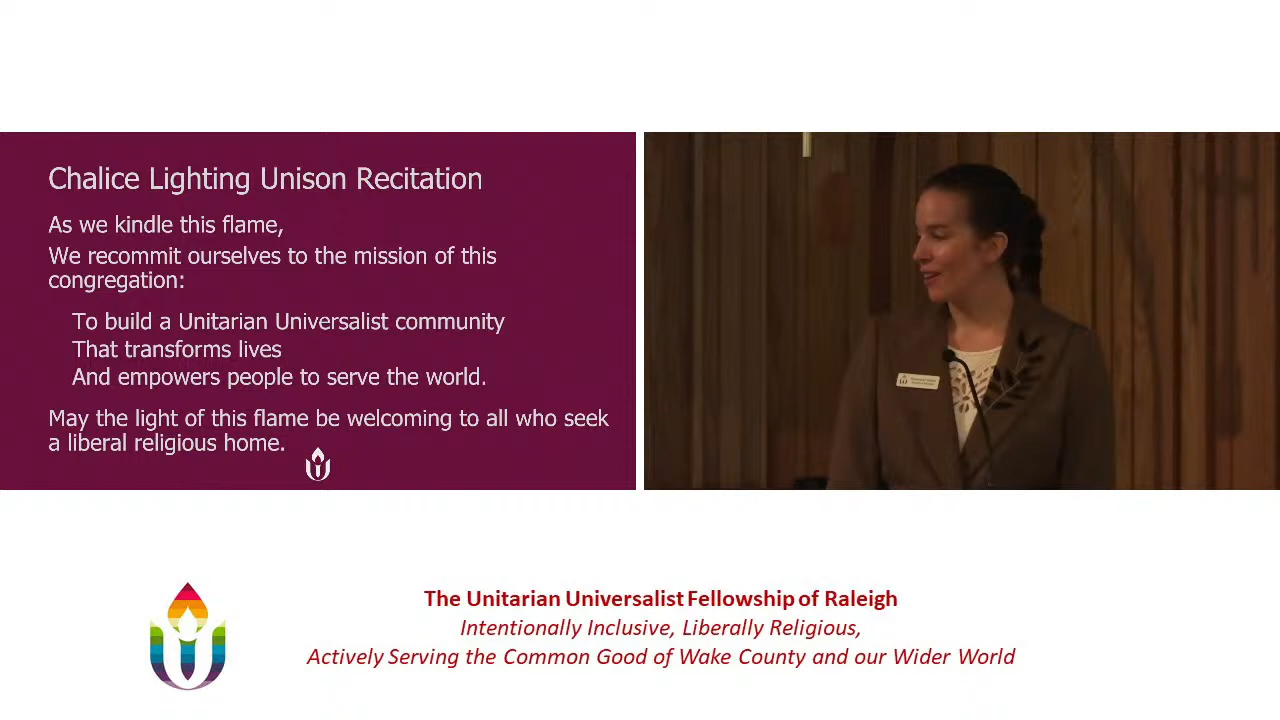 Chalice Lighting Unison Recitation
As we kindle this flame,
We recommit ourselves to the mission of this
congregation:
To build a Unitarian Universalist community
That transforms lives
And empowers people to serve the world.
May the light of this flame be welcoming to all who seek
a liberal religious home.
The Unitarian Universalist Fellowship of Raleigh
Intentionally Inclusive, Liberally Religious,
Actively Serving the Common Good of Wake County and our Wider World